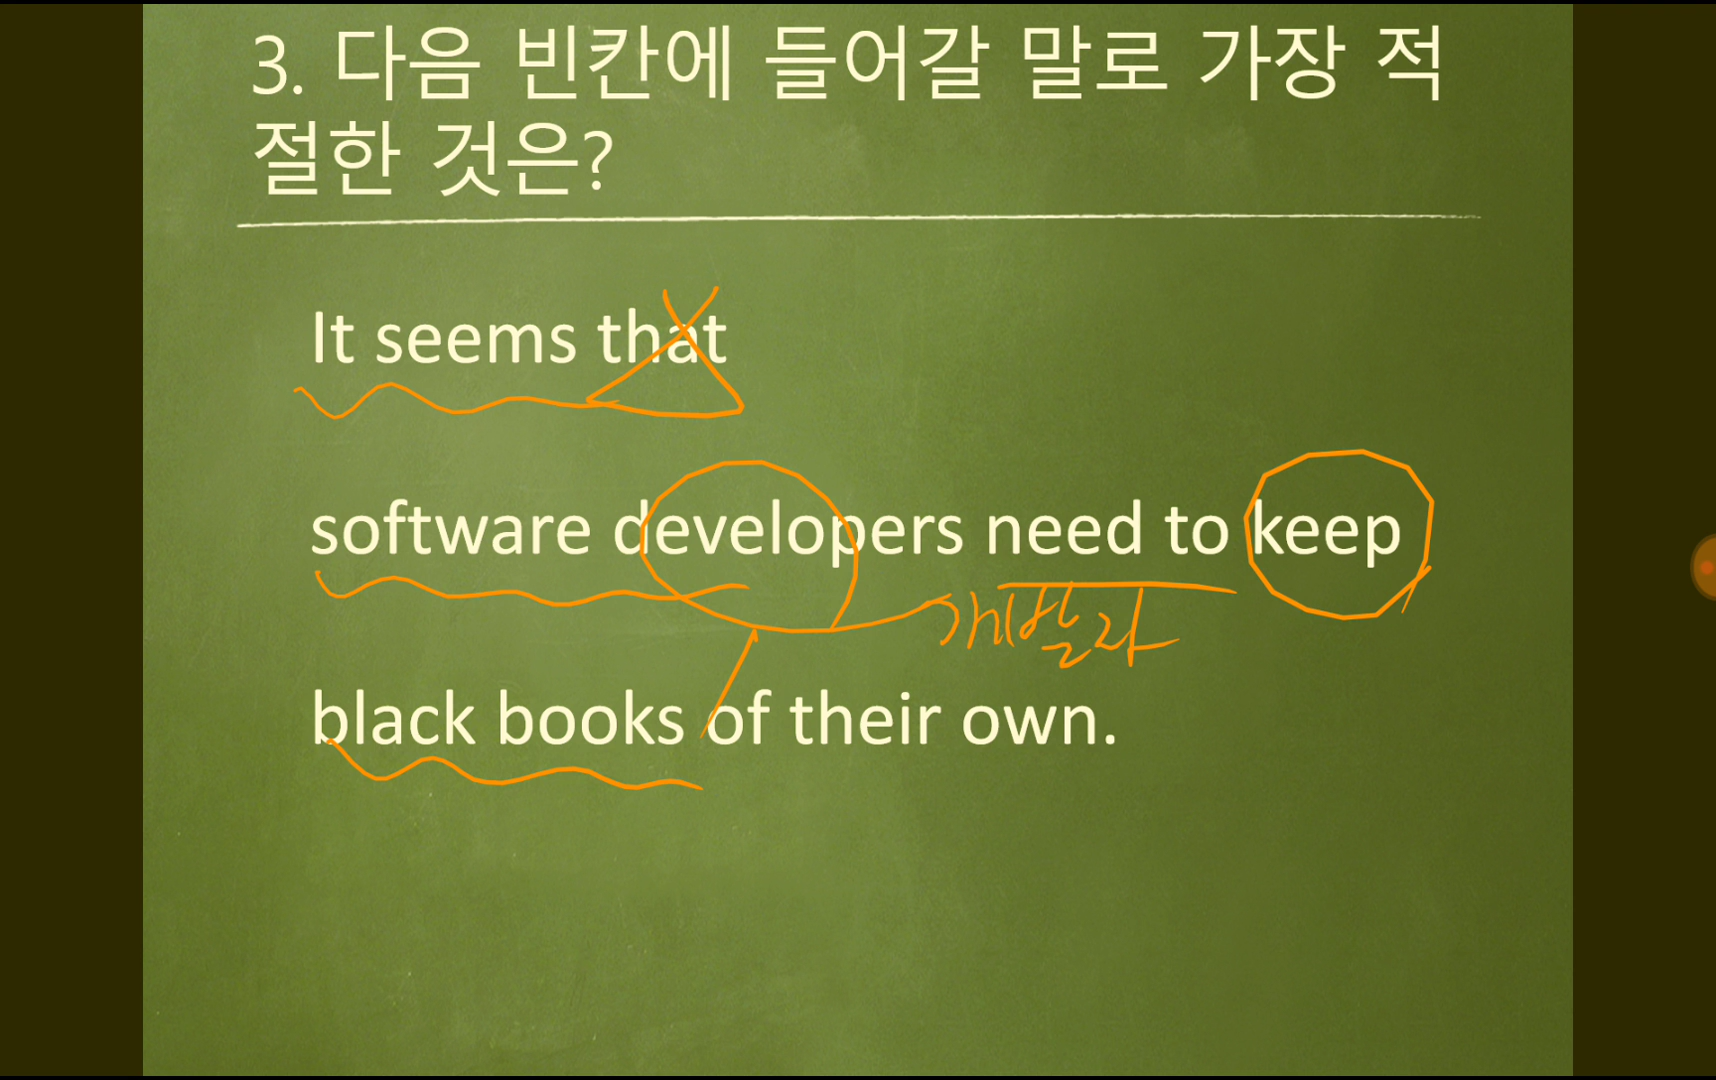 3. 다음 빈칸에 들어갈 말로 가장 적
절한 것은?
It seems that
software developers need to keep
개발자
black books of their own.